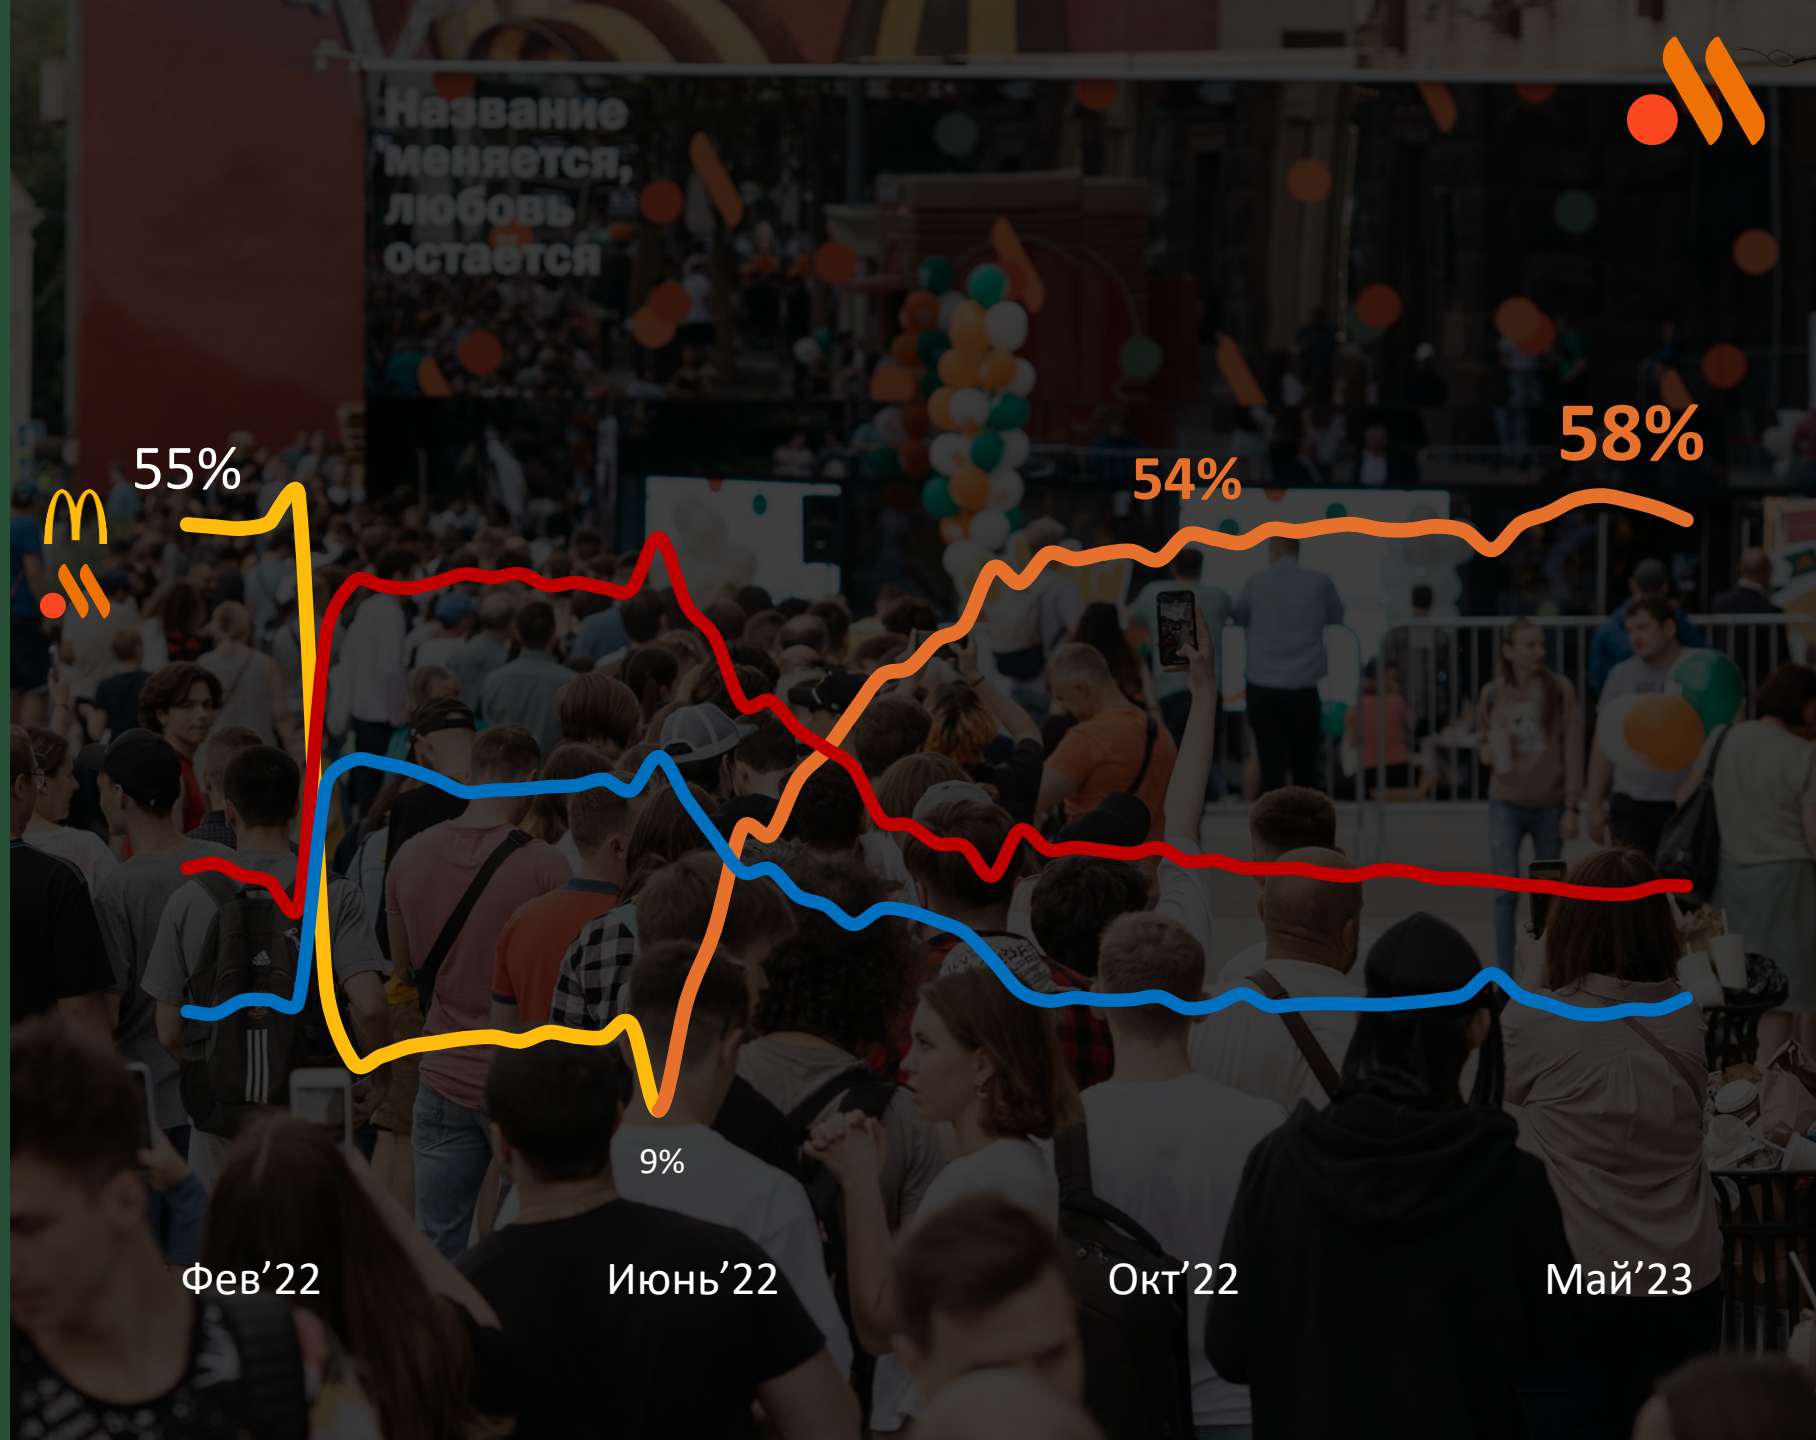 Название
меняется,
любовь
остаётся
55%
54%
58%
9%
Фев’22
Июнь’22
Окт’22
Май’23